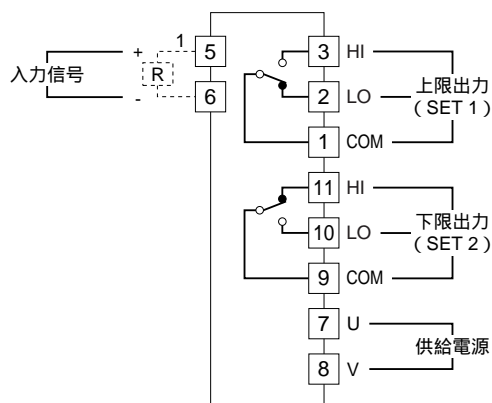 入力信号
+
-
1
R
5
6
3 HI
2 LO
1 COM
上限出力
(SET 1)
11 HI
10 LO
9 COM
下限出力
(SET 2)
7 U
8 V
供給電源